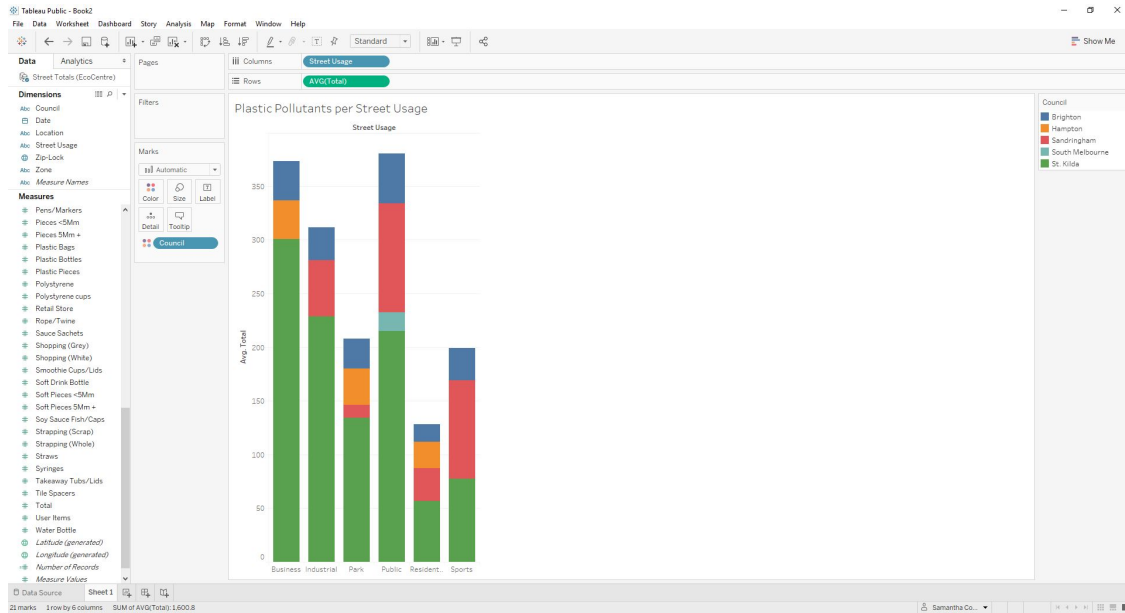 Tableau Public - Book2
File Data Worksheet Dashboard Story Analysis Map Format Window Help
Standard
Show Me
Data Analytics
Street Totals (EcoCentre)
Dimensions
Abc Council
Date
Abc Location
Abc Street Usage
Zip-Lock
Abc Zone
Abc Measure Names
Measures
Pens/Markers
Pieces <5Mm
Pieces 5Mm +
Plastic Bags
Plastic Bottles
Plastic Pieces
Polystyrene
Polystyrene cups
Retail Store
Rope/Twine
Sauce Sachets
Shopping (Grey)
Shopping (White)
Smoothie Cups/Lids
Soft Drink Bottle
Soft Pieces <5Mm
Soft Pieces 5Mm +
Soy Sauce Fish/Caps
Strapping (Scrap)
Strapping (Whole)
Straws
Syringes
Takeaway Tubs/Lids
Tile Spacers
Total
User Items
Water Bottle
Latitude (generated)
Longitude (generated)
Number of Records
Measure Values
Pages
Filters
Marks
Automatic
Color Size Label
Detail Tooltip
Council
Columns Street Usage
Rows AVG(Total)
Plastic Pollutants per Street Usage
Street Usage
Avg. Total
350
300
250
200
150
100
50
0
Business Industrial Park Public Resident.. Sports
Council
Brighton
Hampton
Sandringham
South Melbourne
St. Kilda
Data Source Sheet 1
21 marks 1 row by 6 columns SUM of AVG(Total): 1,600.8
Samantha Co...